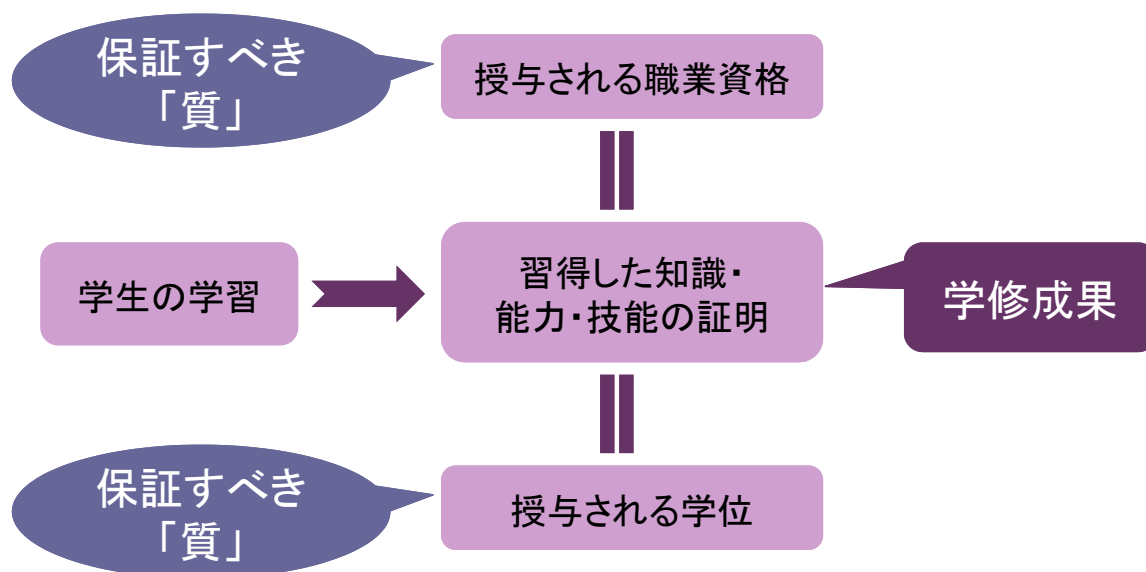 保証すべき
「質」
授与される職業資格
学生の学習
習得した知識・
能力・技能の証明
学修成果
保証すべき
「質」
授与される学位